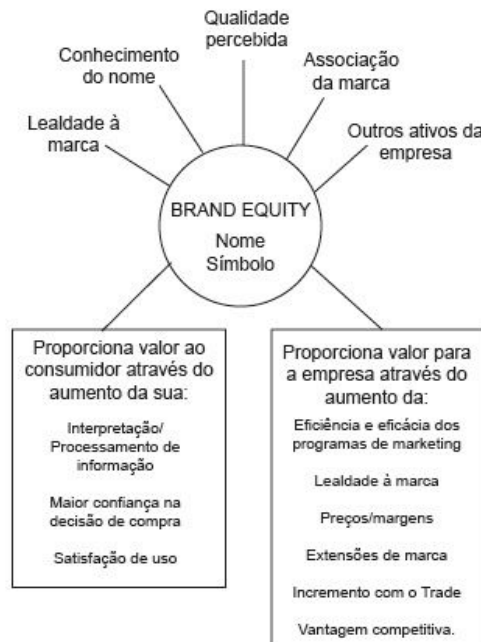 Qualidade
percebida
Conhecimento
do nome
Associação
da marca
Lealdade à
marca
Outros ativos da
empresa
BRAND EQUITY
Nome
Símbolo
Proporciona valor ao
consumidor através do
aumento da sua:
Interpretação/
Processamento de
informação
Maior confiança na
decisão de compra
Satisfação de uso
Proporciona valor para
a empresa através do
aumento da:
Eficiência e eficácia dos
programas de marketing
Lealdade à marca
Preços/margens
Extensões de marca
Incremento com o Trade
Vantagem competitiva.